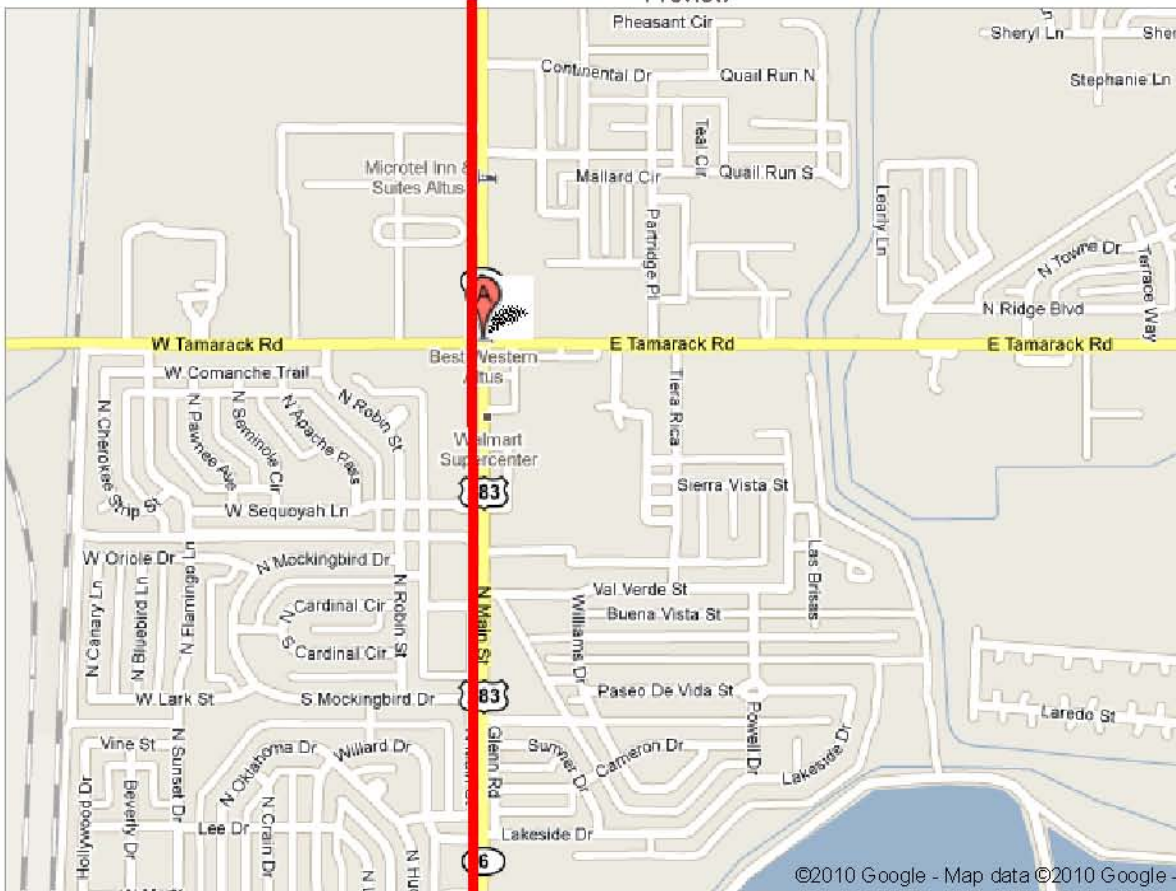 Pheasant Cir
Sheryl Ln
Continental Dr
Quail Run N
Stephanie Ln
Teal Cir
Microtel Inn &
Suites Altus
Mallard Cir
Quail Run S
Learly Ln
Partridge Pl
N Towne Dr
Terrace Way
A
N Ridge Blvd
W Tamarack Rd
E Tamarack Rd
E Tamarack Rd
Best Western
Altus
W Comanche Trail
N Cherokee Strip St
N Pawnee Ave
N Seminole Cir
N Apache Pass
N Robin St
Tiera Rica
Walmart
Supercenter
83
Sierra Vista St
W Sequoyah Ln
W Oriole Dr
N Mockingbird Dr
Las Brisas
N Canary Ln
N Bluebird Ln
N Flamingo Ln
Cardinal Cir
N Robin St
N Main St
Val Verde St
Williams Dr
Buena Vista St
N S
Cardinal Cir
W Lark St
S Mockingbird Dr
83
Paseo De Vida St
Powell Dr
Laredo St
Vine St
N Sunset Dr
N Oklahoma Dr
Willard Dr
Glenn Rd
Sumner Dr
Cameron Dr
Lakeside Dr
Hollywood Dr
Beverly Dr
Lee Dr
N Crain Dr
Lakeside Dr
6
©2010 Google - Map data ©2010 Google